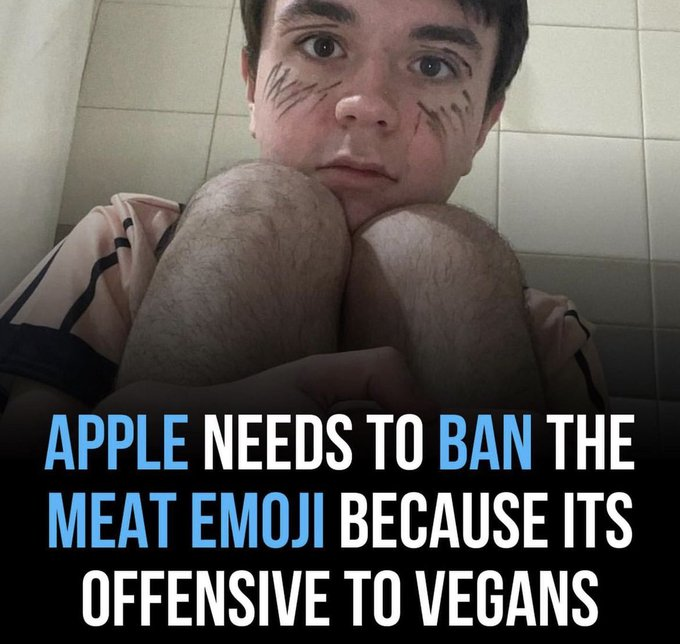 APPLE NEEDS TO BAN THE
MEAT EMOJI BECAUSE ITS
OFFENSIVE TO VEGANS